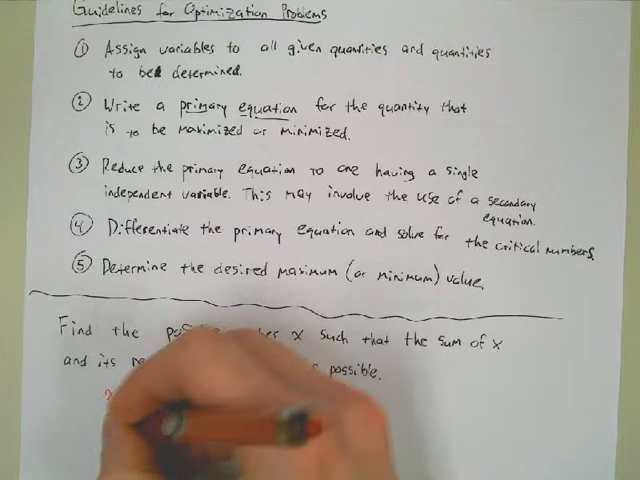 Guidelines for Optimization Problems
① Assign variables to all given quantities and quantities
to be determined.
② Write a primary equation for the quantity that
is to be maximized or minimized.
③ Reduce the primary equation to one having a single
independent variable. This may involve the use of a secondary
equation.
④ Differentiate the primary equation and solve for the critical numbers.
⑤ Determine the desired maximum (or minimum) value.
Find the x such that the sum of x
and its possible.